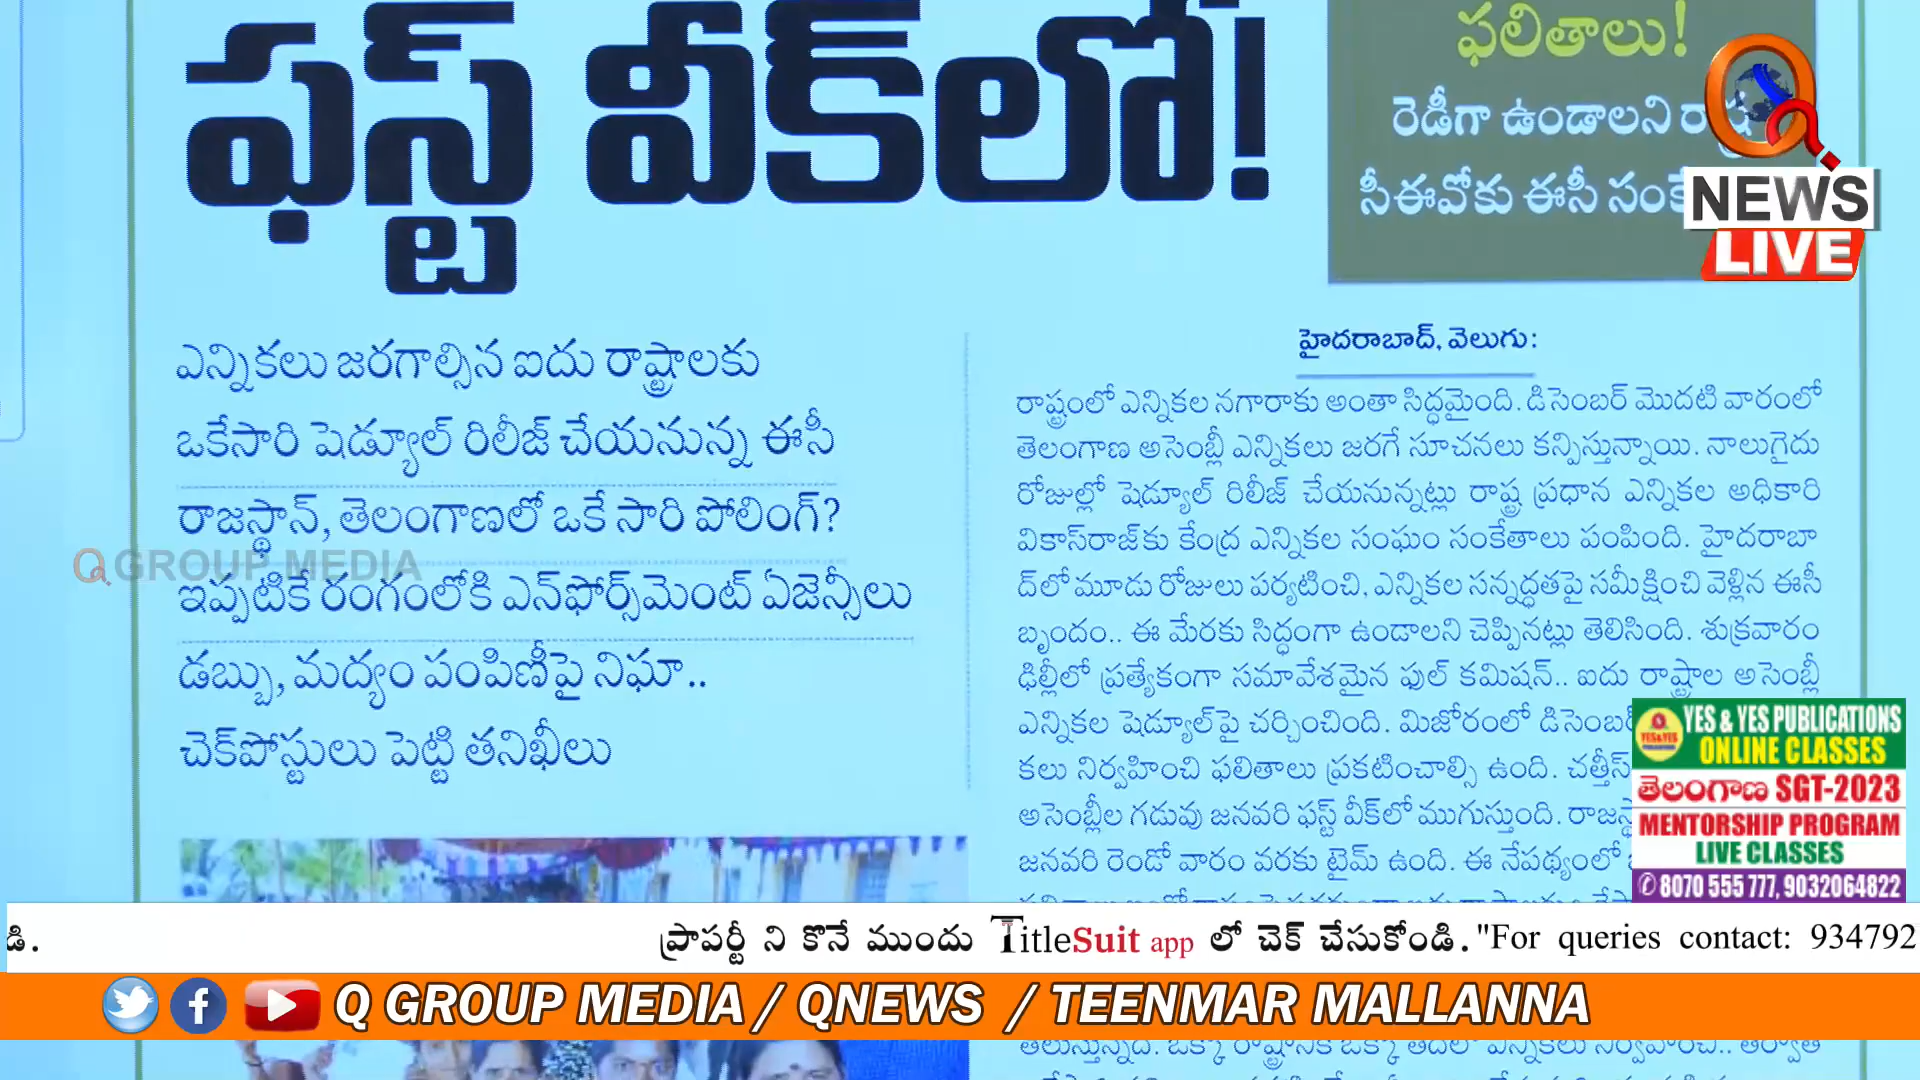 ఫస్ట్ వీక్‌లో!
ఫలితాలు!
రెడీగా ఉండాలని
సీఈవోకు ఈసీ
Q
NEWS
LIVE
ఎన్నికలు జరగాల్సిన ఐదు రాష్ట్రాలకు
ఒకేసారి షెడ్యూల్ రిలీజ్ చేయనున్న ఈసీ
రాజస్థాన్, తెలంగాణలో ఒకే సారి పోలింగ్?
Q GROUP MEDIA
ఇప్పటికే రంగంలోకి ఎన్‌ఫోర్స్‌మెంట్ ఏజెన్సీలు
డబ్బు, మద్యం పంపిణీపై నిఘా..
చెక్‌పోస్టులు పెట్టి తనిఖీలు
హైదరాబాద్, వెలుగు:
రాష్ట్రంలో ఎన్నికల నగారాకు అంతా సిద్ధమైంది. డిసెంబర్ మొదటి వారంలో
తెలంగాణ అసెంబ్లీ ఎన్నికలు జరగే సూచనలు కన్పిస్తున్నాయి. నాలుగైదు
రోజుల్లో షెడ్యూల్ రిలీజ్ చేయనున్నట్లు రాష్ట్ర ప్రధాన ఎన్నికల అధికారి
వికాస్‌రాజ్‌కు కేంద్ర ఎన్నికల సంఘం సంకేతాలు పంపింది. హైదరాబా
ద్‌లో మూడు రోజులు పర్యటించి, ఎన్నికల సన్నద్ధతపై సమీక్షించి వెళ్లిన ఈసీ
బృందం.. ఈ మేరకు సిద్ధంగా ఉండాలని చెప్పినట్లు తెలిసింది. శుక్రవారం
ఢిల్లీలో ప్రత్యేకంగా సమావేశమైన ఫుల్ కమిషన్.. ఐదు రాష్ట్రాల అసెంబ్లీ
ఎన్నికల షెడ్యూల్‌పై చర్చించింది. మిజోరంలో
కలు నిర్వహించి ఫలితాలు ప్రకటించాల్సి ఉంది.
అసెంబ్లీల గడువు జనవరి ఫస్ట్ వీక్‌లో ముగుస్తుంది.
జనవరి రెండో వారం వరకు టైమ్ ఉంది. ఈ నేపథ్యంలో
YES & YES PUBLICATIONS
ONLINE CLASSES
తెలంగాణ SGT-2023
MENTORSHIP PROGRAM
LIVE CLASSES
8070 555 777, 9032064822
డి. ప్రాపర్టీ ని కొనే ముందు TitleSuit app లో చెక్ చేసుకోండి. "For queries contact: 934792
Q GROUP MEDIA / QNEWS / TEENMAR MALLANNA